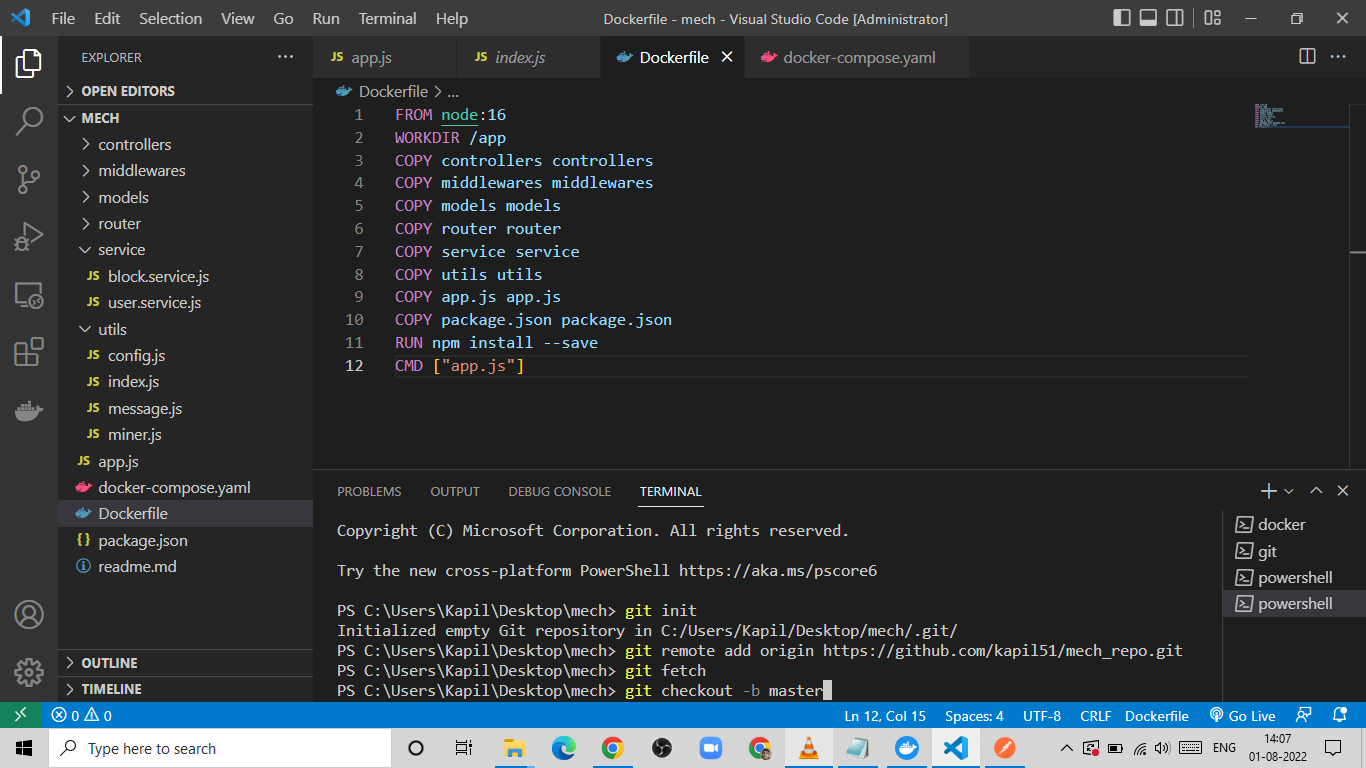 File Edit Selection View Go Run Terminal Help Dockerfile - mech - Visual Studio Code [Administrator]
EXPLORER
JS app.js JS index.js Dockerfile docker-compose.yaml
OPEN EDITORS
MECH
controllers
middlewares
models
router
service
JS block.service.js
JS user.service.js
utils
JS config.js
JS index.js
JS message.js
JS miner.js
JS app.js
docker-compose.yaml
Dockerfile
{} package.json
readme.md
OUTLINE
TIMELINE
Dockerfile > ...
1 FROM node:16
2 WORKDIR /app
3 COPY controllers controllers
4 COPY middlewares middlewares
5 COPY models models
6 COPY router router
7 COPY service service
8 COPY utils utils
9 COPY app.js app.js
10 COPY package.json package.json
11 RUN npm install --save
12 CMD ["app.js"]
PROBLEMS OUTPUT DEBUG CONSOLE TERMINAL
Copyright (C) Microsoft Corporation. All rights reserved.
Try the new cross-platform PowerShell https://aka.ms/pscore6
PS C:\Users\Kapil\Desktop\mech> git init
Initialized empty Git repository in C:/Users/Kapil/Desktop/mech/.git/
PS C:\Users\Kapil\Desktop\mech> git remote add origin https://github.com/kapil51/mech_repo.git
PS C:\Users\Kapil\Desktop\mech> git fetch
PS C:\Users\Kapil\Desktop\mech> git checkout -b master
docker
git
powershell
powershell
0 0 Ln 12, Col 15 Spaces: 4 UTF-8 CRLF Dockerfile Go Live
Type here to search
ENG
14:07
01-08-2022